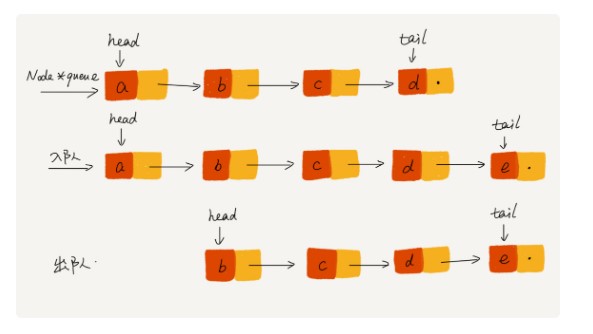 head tail
Node *queue a b c d ·
head tail
入队 a b c d e ·
head tail
出队. b c d e ·